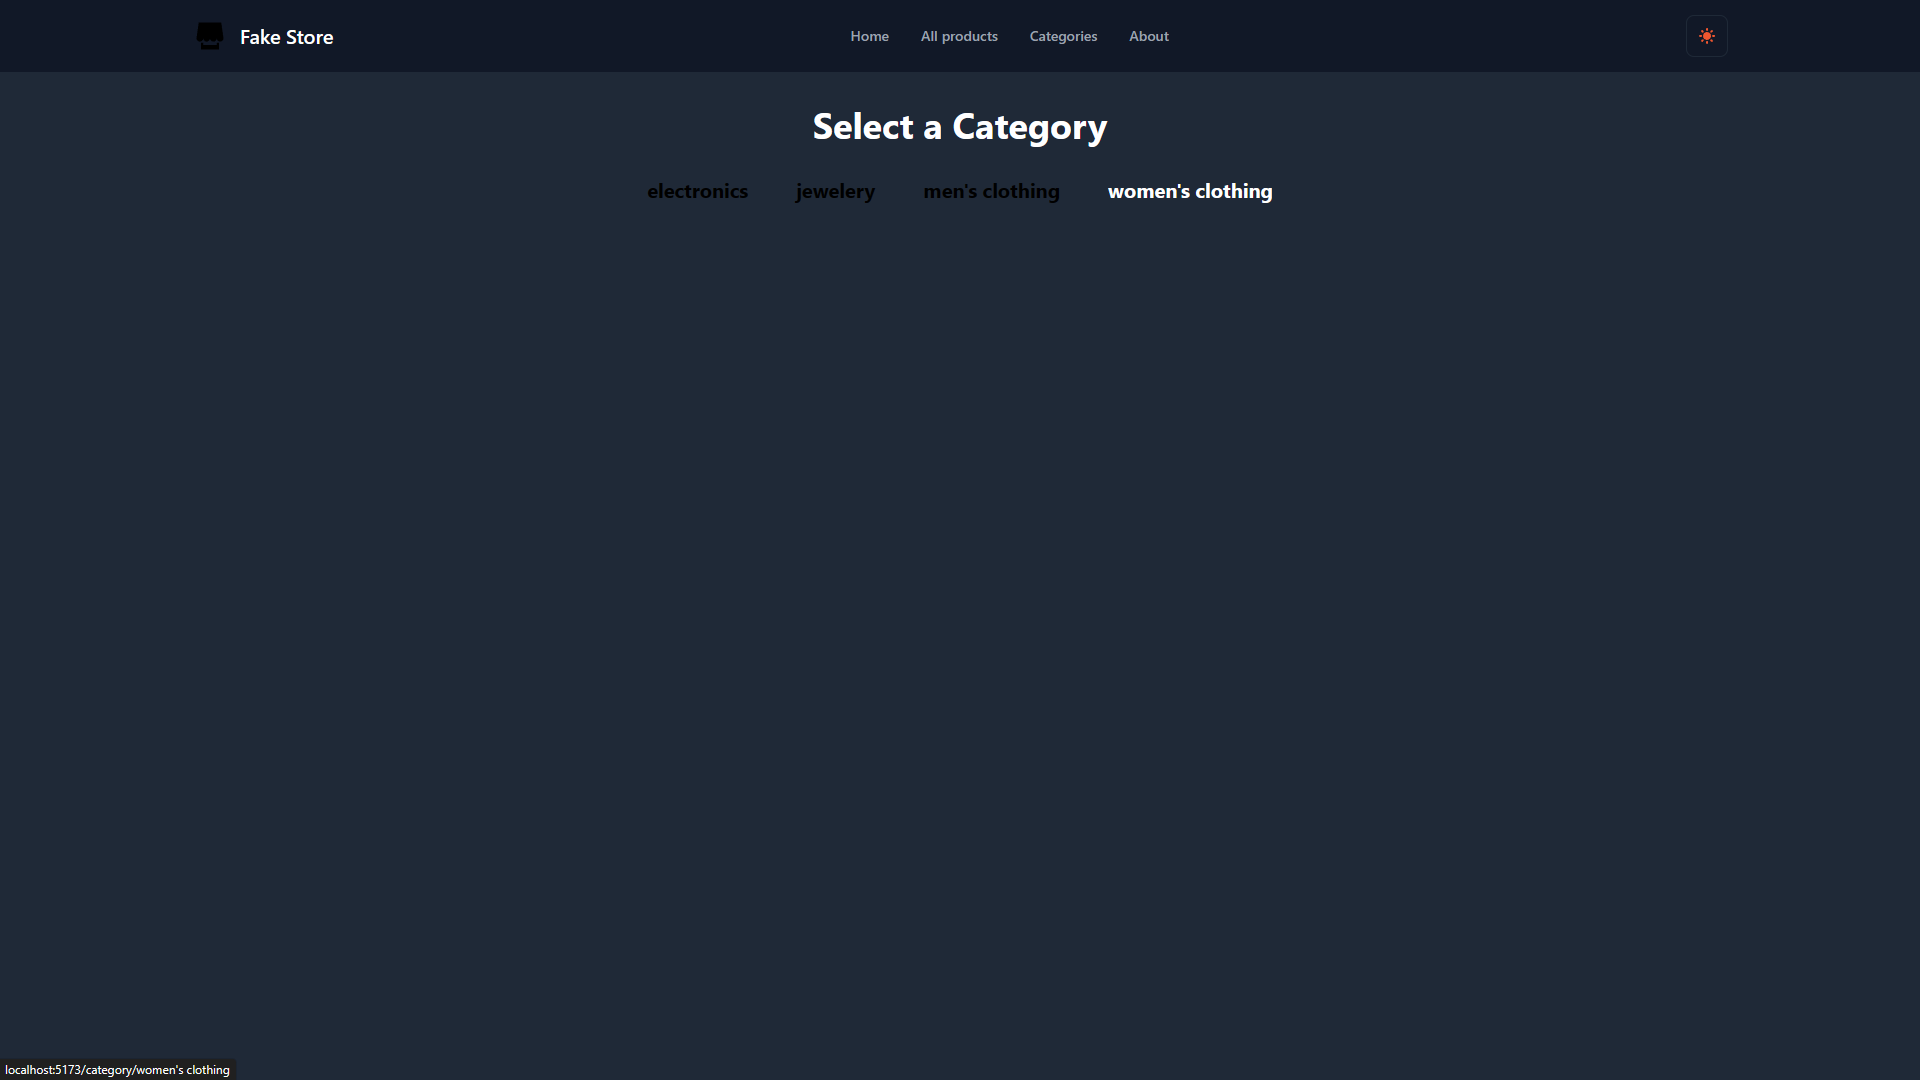 Fake Store
Home All products Categories About
Select a Category
electronics jewelery men's clothing women's clothing
localhost:5173/category/women's clothing